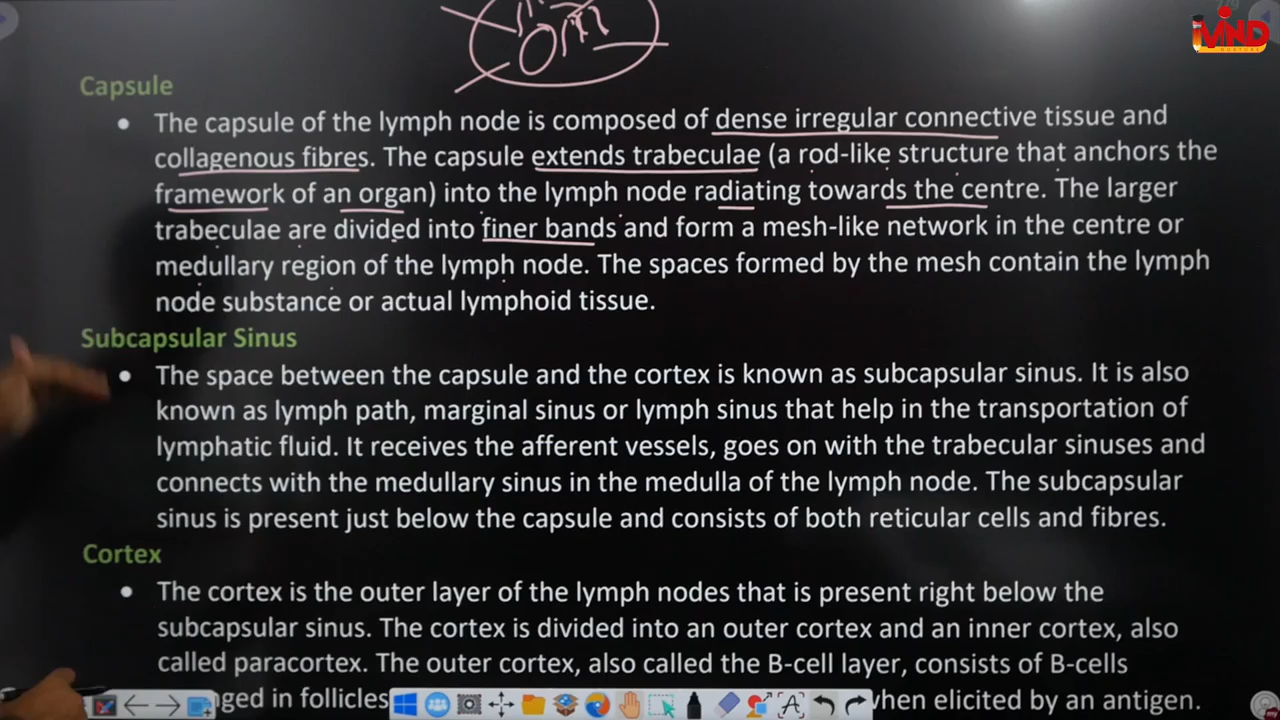 MIND
Capsule
• The capsule of the lymph node is composed of dense irregular connective tissue and
collagenous fibres. The capsule extends trabeculae (a rod-like structure that anchors the
framework of an organ) into the lymph node radiating towards the centre. The larger
trabeculae are divided into finer bands and form a mesh-like network in the centre or
medullary region of the lymph node. The spaces formed by the mesh contain the lymph
node substance or actual lymphoid tissue.
Subcapsular Sinus
• The space between the capsule and the cortex is known as subcapsular sinus. It is also
known as lymph path, marginal sinus or lymph sinus that help in the transportation of
lymphatic fluid. It receives the afferent vessels, goes on with the trabecular sinuses and
connects with the medullary sinus in the medulla of the lymph node. The subcapsular
sinus is present just below the capsule and consists of both reticular cells and fibres.
Cortex
• The cortex is the outer layer of the lymph nodes that is present right below the
subcapsular sinus. The cortex is divided into an outer cortex and an inner cortex, also
called paracortex. The outer cortex, also called the B-cell layer, consists of B-cells
nged in follicles when elicited by an antigen.